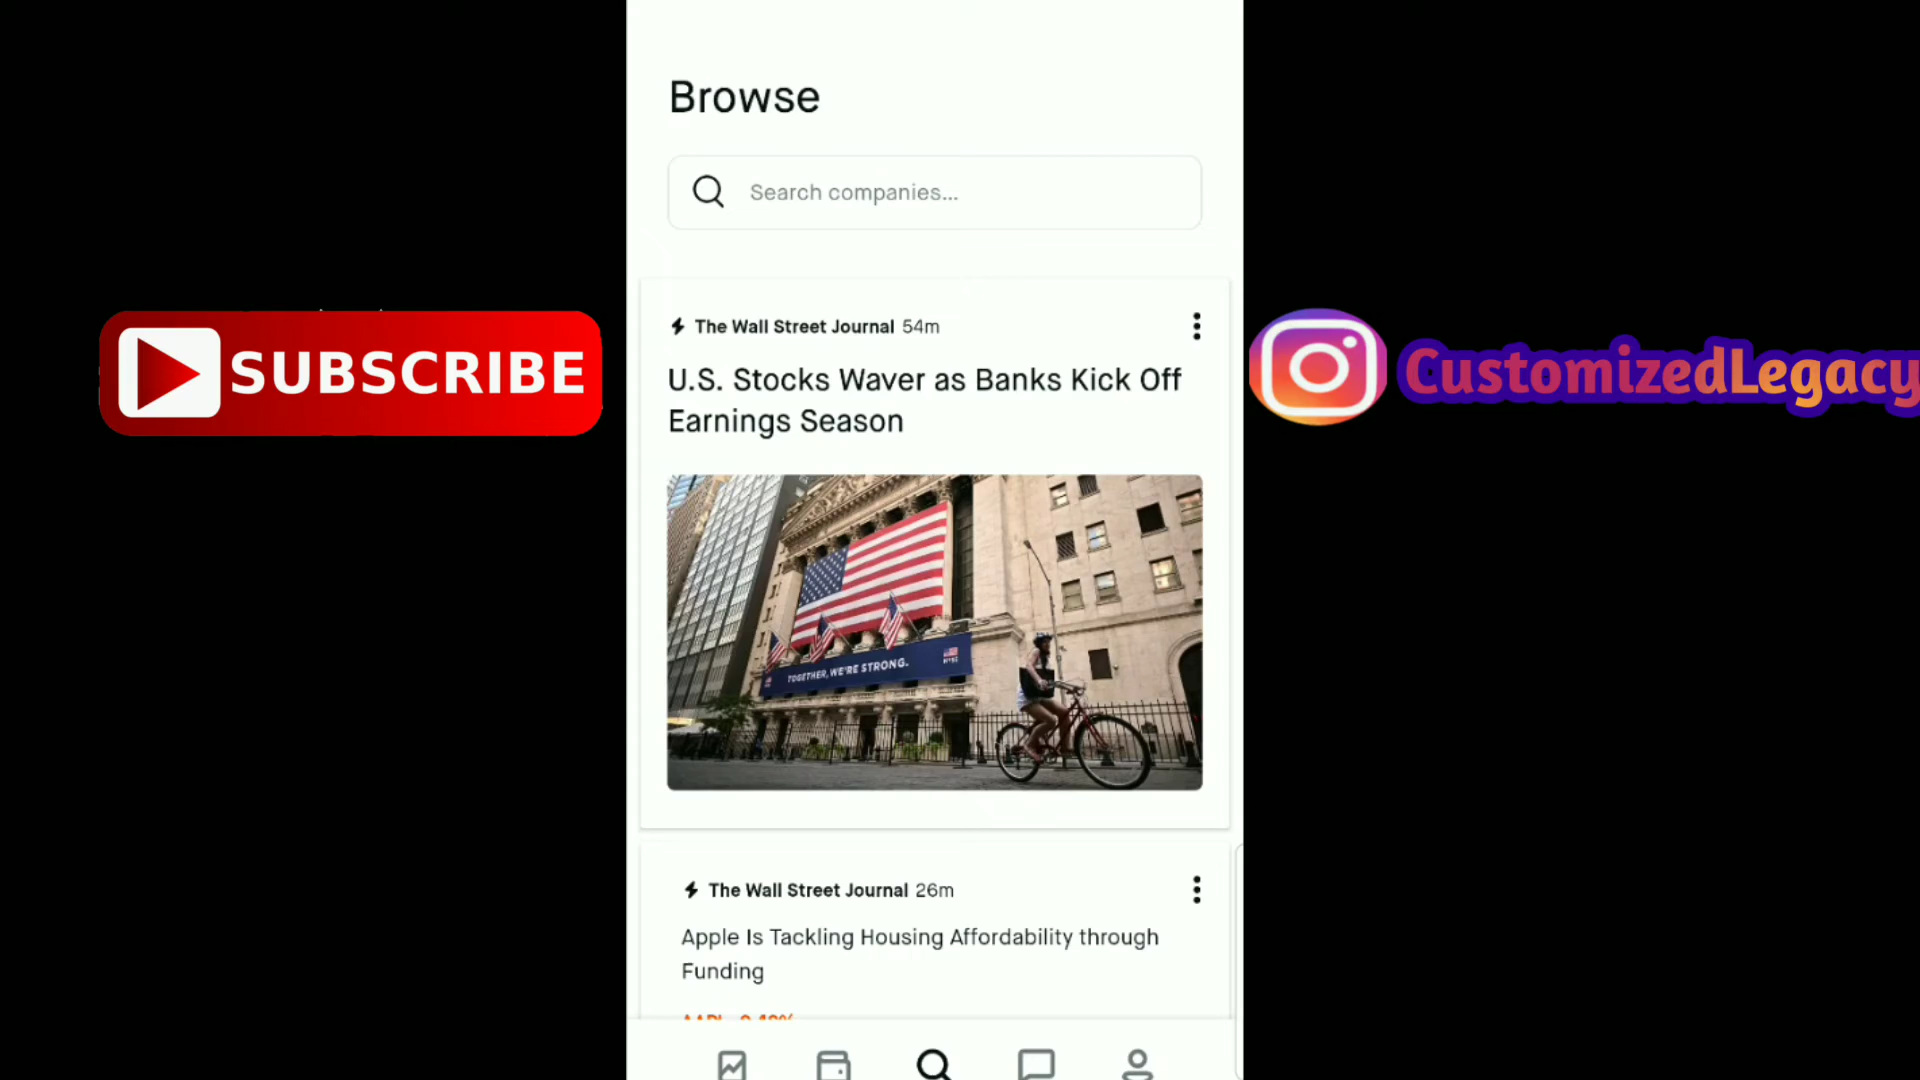 Browse
Search companies...
SUBSCRIBE
The Wall Street Journal 54m
U.S. Stocks Waver as Banks Kick Off
Earnings Season
CustomizedLegacy
TOGETHER, WE'RE STRONG.
NYSE
The Wall Street Journal 26m
Apple Is Tackling Housing Affordability through
Funding